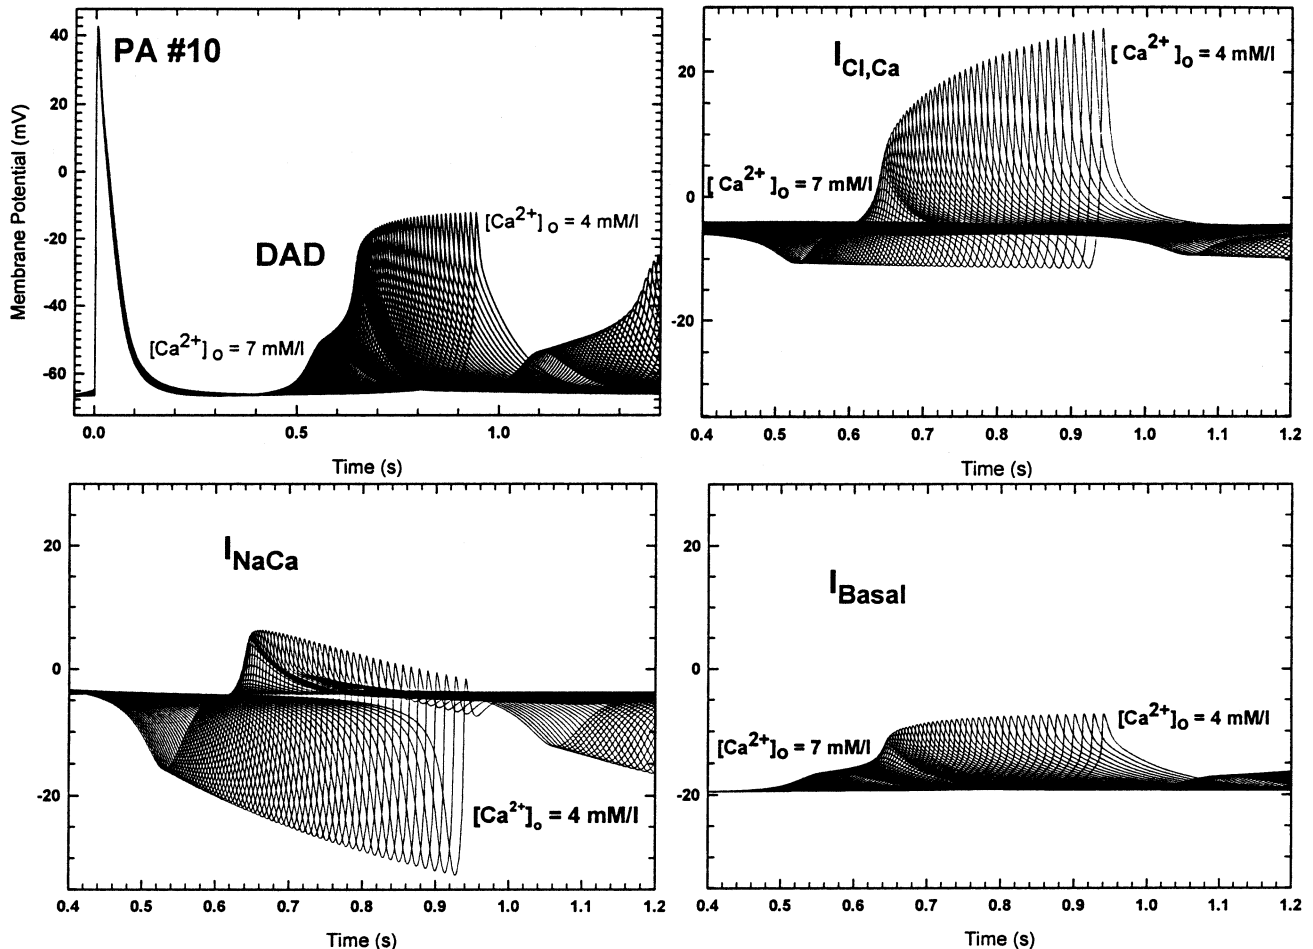 PA #10
DAD
[Ca2+] o = 4 mM/l
[Ca2+] o = 7 mM/l
Membrane Potential (mV)
40
20
0
-20
-40
-60
0.0 0.5 1.0
Time (s)
ICl,Ca
[ Ca2+ ]o = 4 mM/l
[ Ca2+ ]o = 7 mM/l
20
0
-20
0.4 0.5 0.6 0.7 0.8 0.9 1.0 1.1 1.2
Time (s)
INaCa
[Ca2+]o = 4 mM/l
20
0
-20
0.4 0.5 0.6 0.7 0.8 0.9 1.0 1.1 1.2
Time (s)
IBasal
[Ca2+]o = 4 mM/l
[Ca2+]o = 7 mM/l
20
0
-20
0.4 0.5 0.6 0.7 0.8 0.9 1.0 1.1 1.2
Time (s)